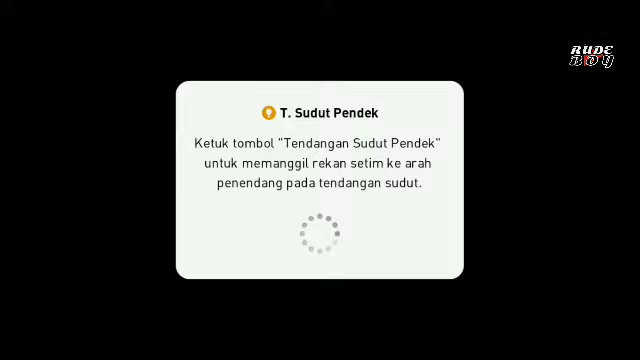 RUDE
BOY
T. Sudut Pendek
Ketuk tombol "Tendangan Sudut Pendek"
untuk memanggil rekan setim ke arah
penendang pada tendangan sudut.